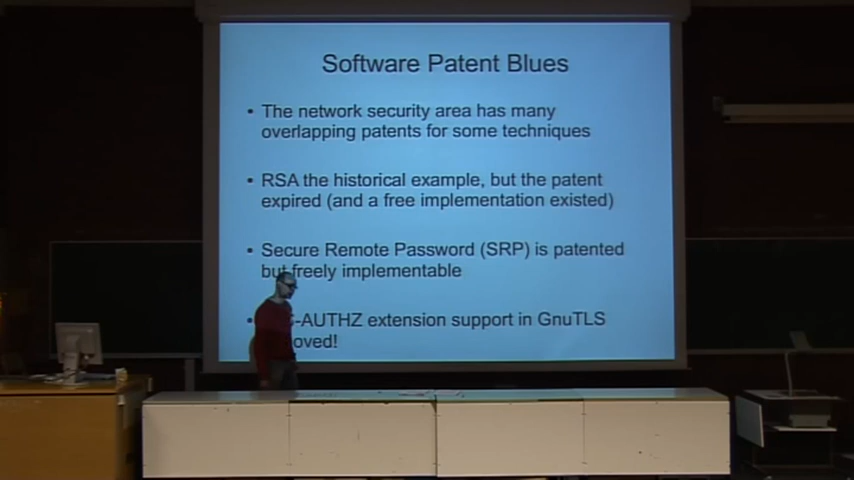 Software Patent Blues
• The network security area has many
overlapping patents for some techniques
• RSA the historical example, but the patent
expired (and a free implementation existed)
• Secure Remote Password (SRP) is patented
but freely implementable
• -AUTHZ extension support in GnuTLS
oved!